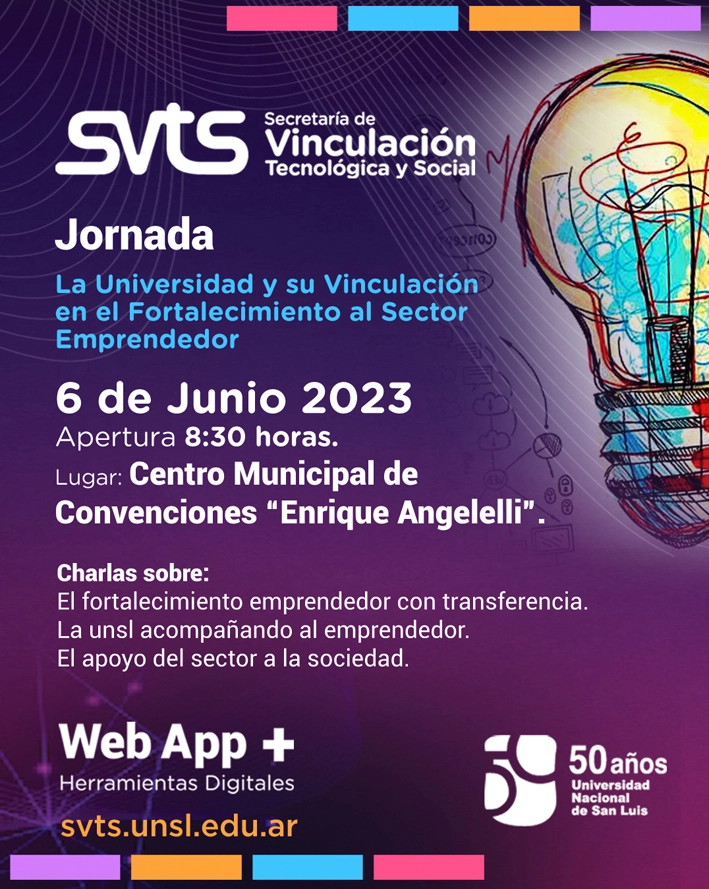 svts
Secretaría de
Vinculación
Tecnológica y Social
Jornada
La Universidad y su Vinculación
en el Fortalecimiento al Sector
Emprendedor
6 de Junio 2023
Apertura 8:30 horas.
Lugar: Centro Municipal de
Convenciones “Enrique Angelelli”.
Charlas sobre:
El fortalecimiento emprendedor con transferencia.
La unsl acompañando al emprendedor.
El apoyo del sector a la sociedad.
Web App +
Herramientas Digitales
svts.unsl.edu.ar
50 años
Universidad
Nacional
de San Luis